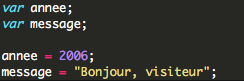 var annee;
var message;
annee = 2006;
message = "Bonjour, visiteur";